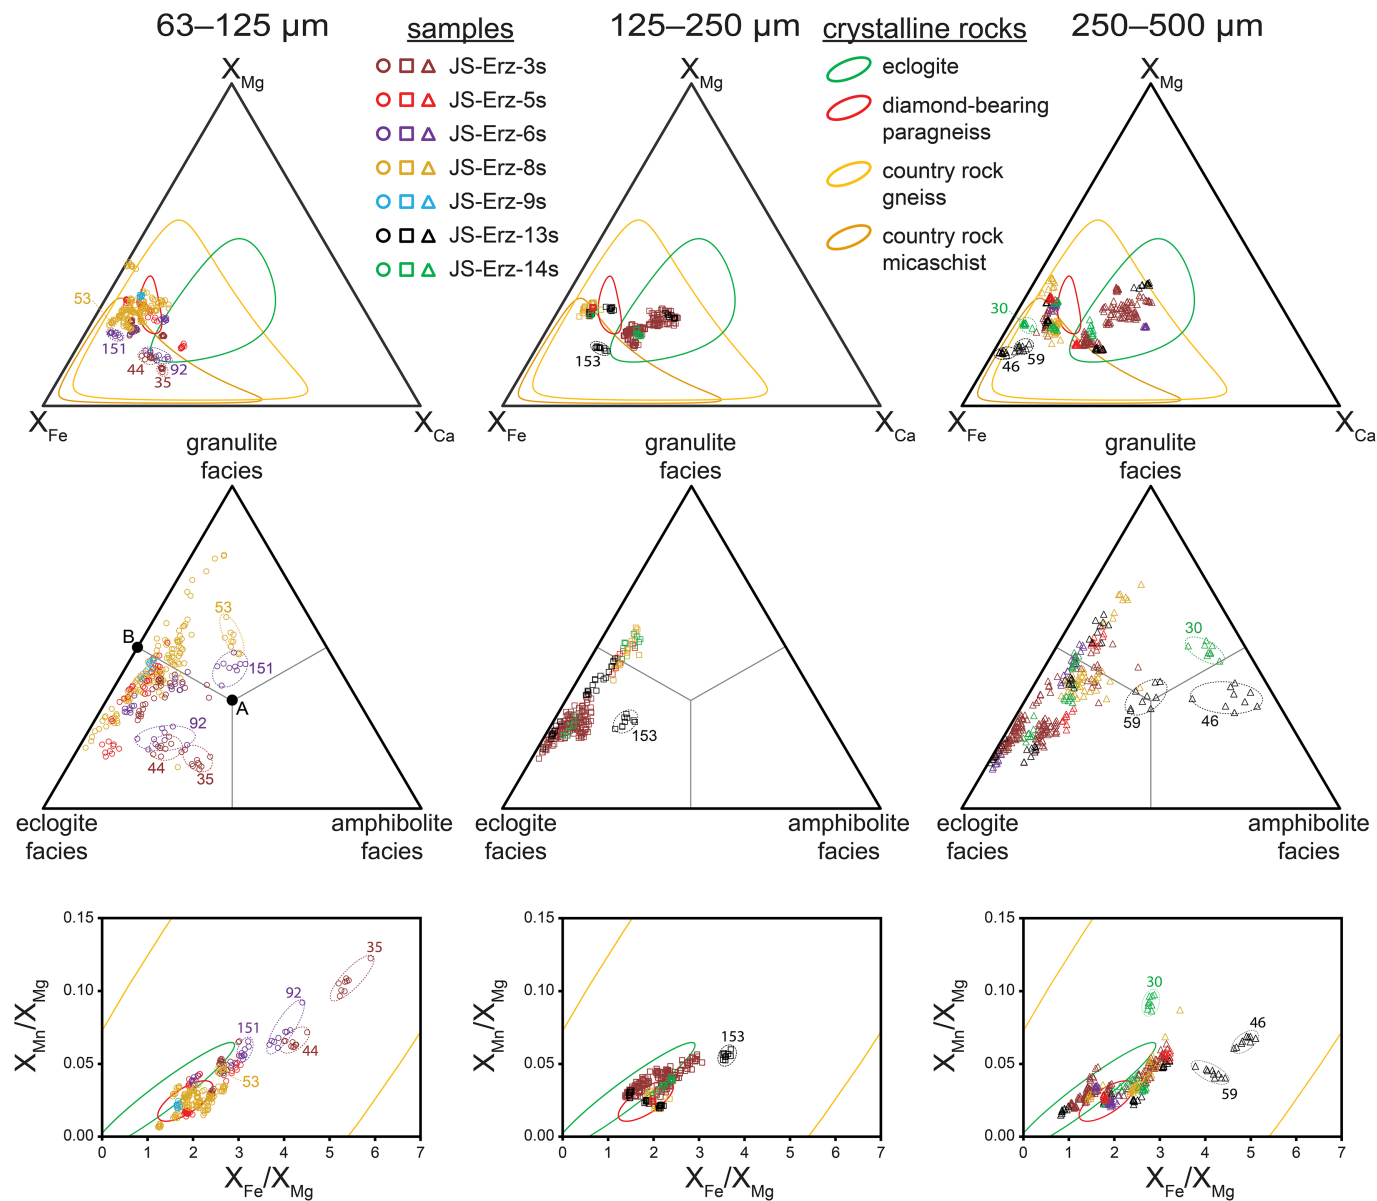 63–125 µm
samples
125–250 µm
crystalline rocks
250–500 µm
JS-Erz-3s
JS-Erz-5s
JS-Erz-6s
JS-Erz-8s
JS-Erz-9s
JS-Erz-13s
JS-Erz-14s
eclogite
diamond-bearing
paragneiss
country rock
gneiss
country rock
micaschist
XMg
53
151
44
92
35
XFe
XCa
XMg
153
XFe
XCa
XMg
30
46
59
XFe
XCa
granulite
facies
B
A
53
151
92
44
35
eclogite
facies
amphibolite
facies
granulite
facies
153
eclogite
facies
amphibolite
facies
granulite
facies
30
59
46
eclogite
facies
amphibolite
facies
XMn/XMg
0.15
0.10
0.05
0.00
35
92
151
44
53
0 1 2 3 4 5 6 7
XFe/XMg
XMn/XMg
0.15
0.10
0.05
0.00
153
0 1 2 3 4 5 6 7
XFe/XMg
XMn/XMg
0.15
0.10
0.05
0.00
30
46
59
0 1 2 3 4 5 6 7
XFe/XMg